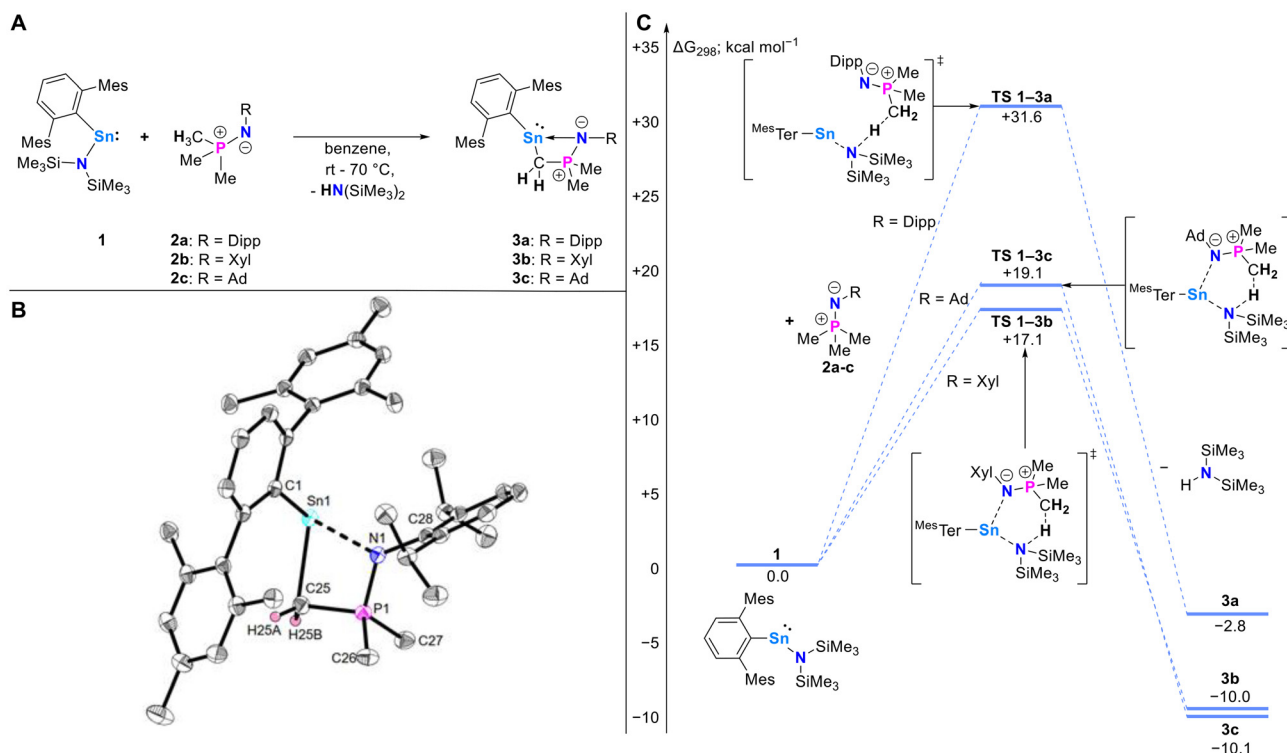 A
Mes
Sn:
Mes
Me₃Si
N
SiMe₃
+
R
H₃C
⊕
N
P
⊖
Me
Me
benzene,
rt - 70 °C,
- HN(SiMe₃)₂
Mes
⊖
Sn
N
R
Mes
C
P
Me
H
H
⊕
Me
1
2a: R = Dipp
2b: R = Xyl
2c: R = Ad
3a: R = Dipp
3b: R = Xyl
3c: R = Ad
B
C1
Sn1
C28
N1
C25
P1
H25A
H25B
C27
C26
C
ΔG₂₉₈; kcal mol⁻¹
+35
+30
+25
+20
+15
+10
+5
0
−5
−10
Dipp
⊖
⊕
Me
N
P
Me
CH₂
H
MesTer
Sn
N
SiMe₃
SiMe₃
‡
TS 1–3a
+31.6
R = Dipp
TS 1–3c
+19.1
R = Ad
TS 1–3b
+17.1
R = Xyl
Ad
⊖
⊕
Me
N
P
Me
CH₂
H
MesTer
Sn
N
SiMe₃
SiMe₃
+
⊖
R
N
⊕
P
Me
Me
Me
2a-c
Xyl
⊖
⊕
Me
N
P
Me
CH₂
H
MesTer
Sn
N
SiMe₃
SiMe₃
‡
−
SiMe₃
N
H
SiMe₃
1
0.0
Mes
Sn
N
SiMe₃
Mes
SiMe₃
3a
−2.8
3b
−10.0
3c
−10.1